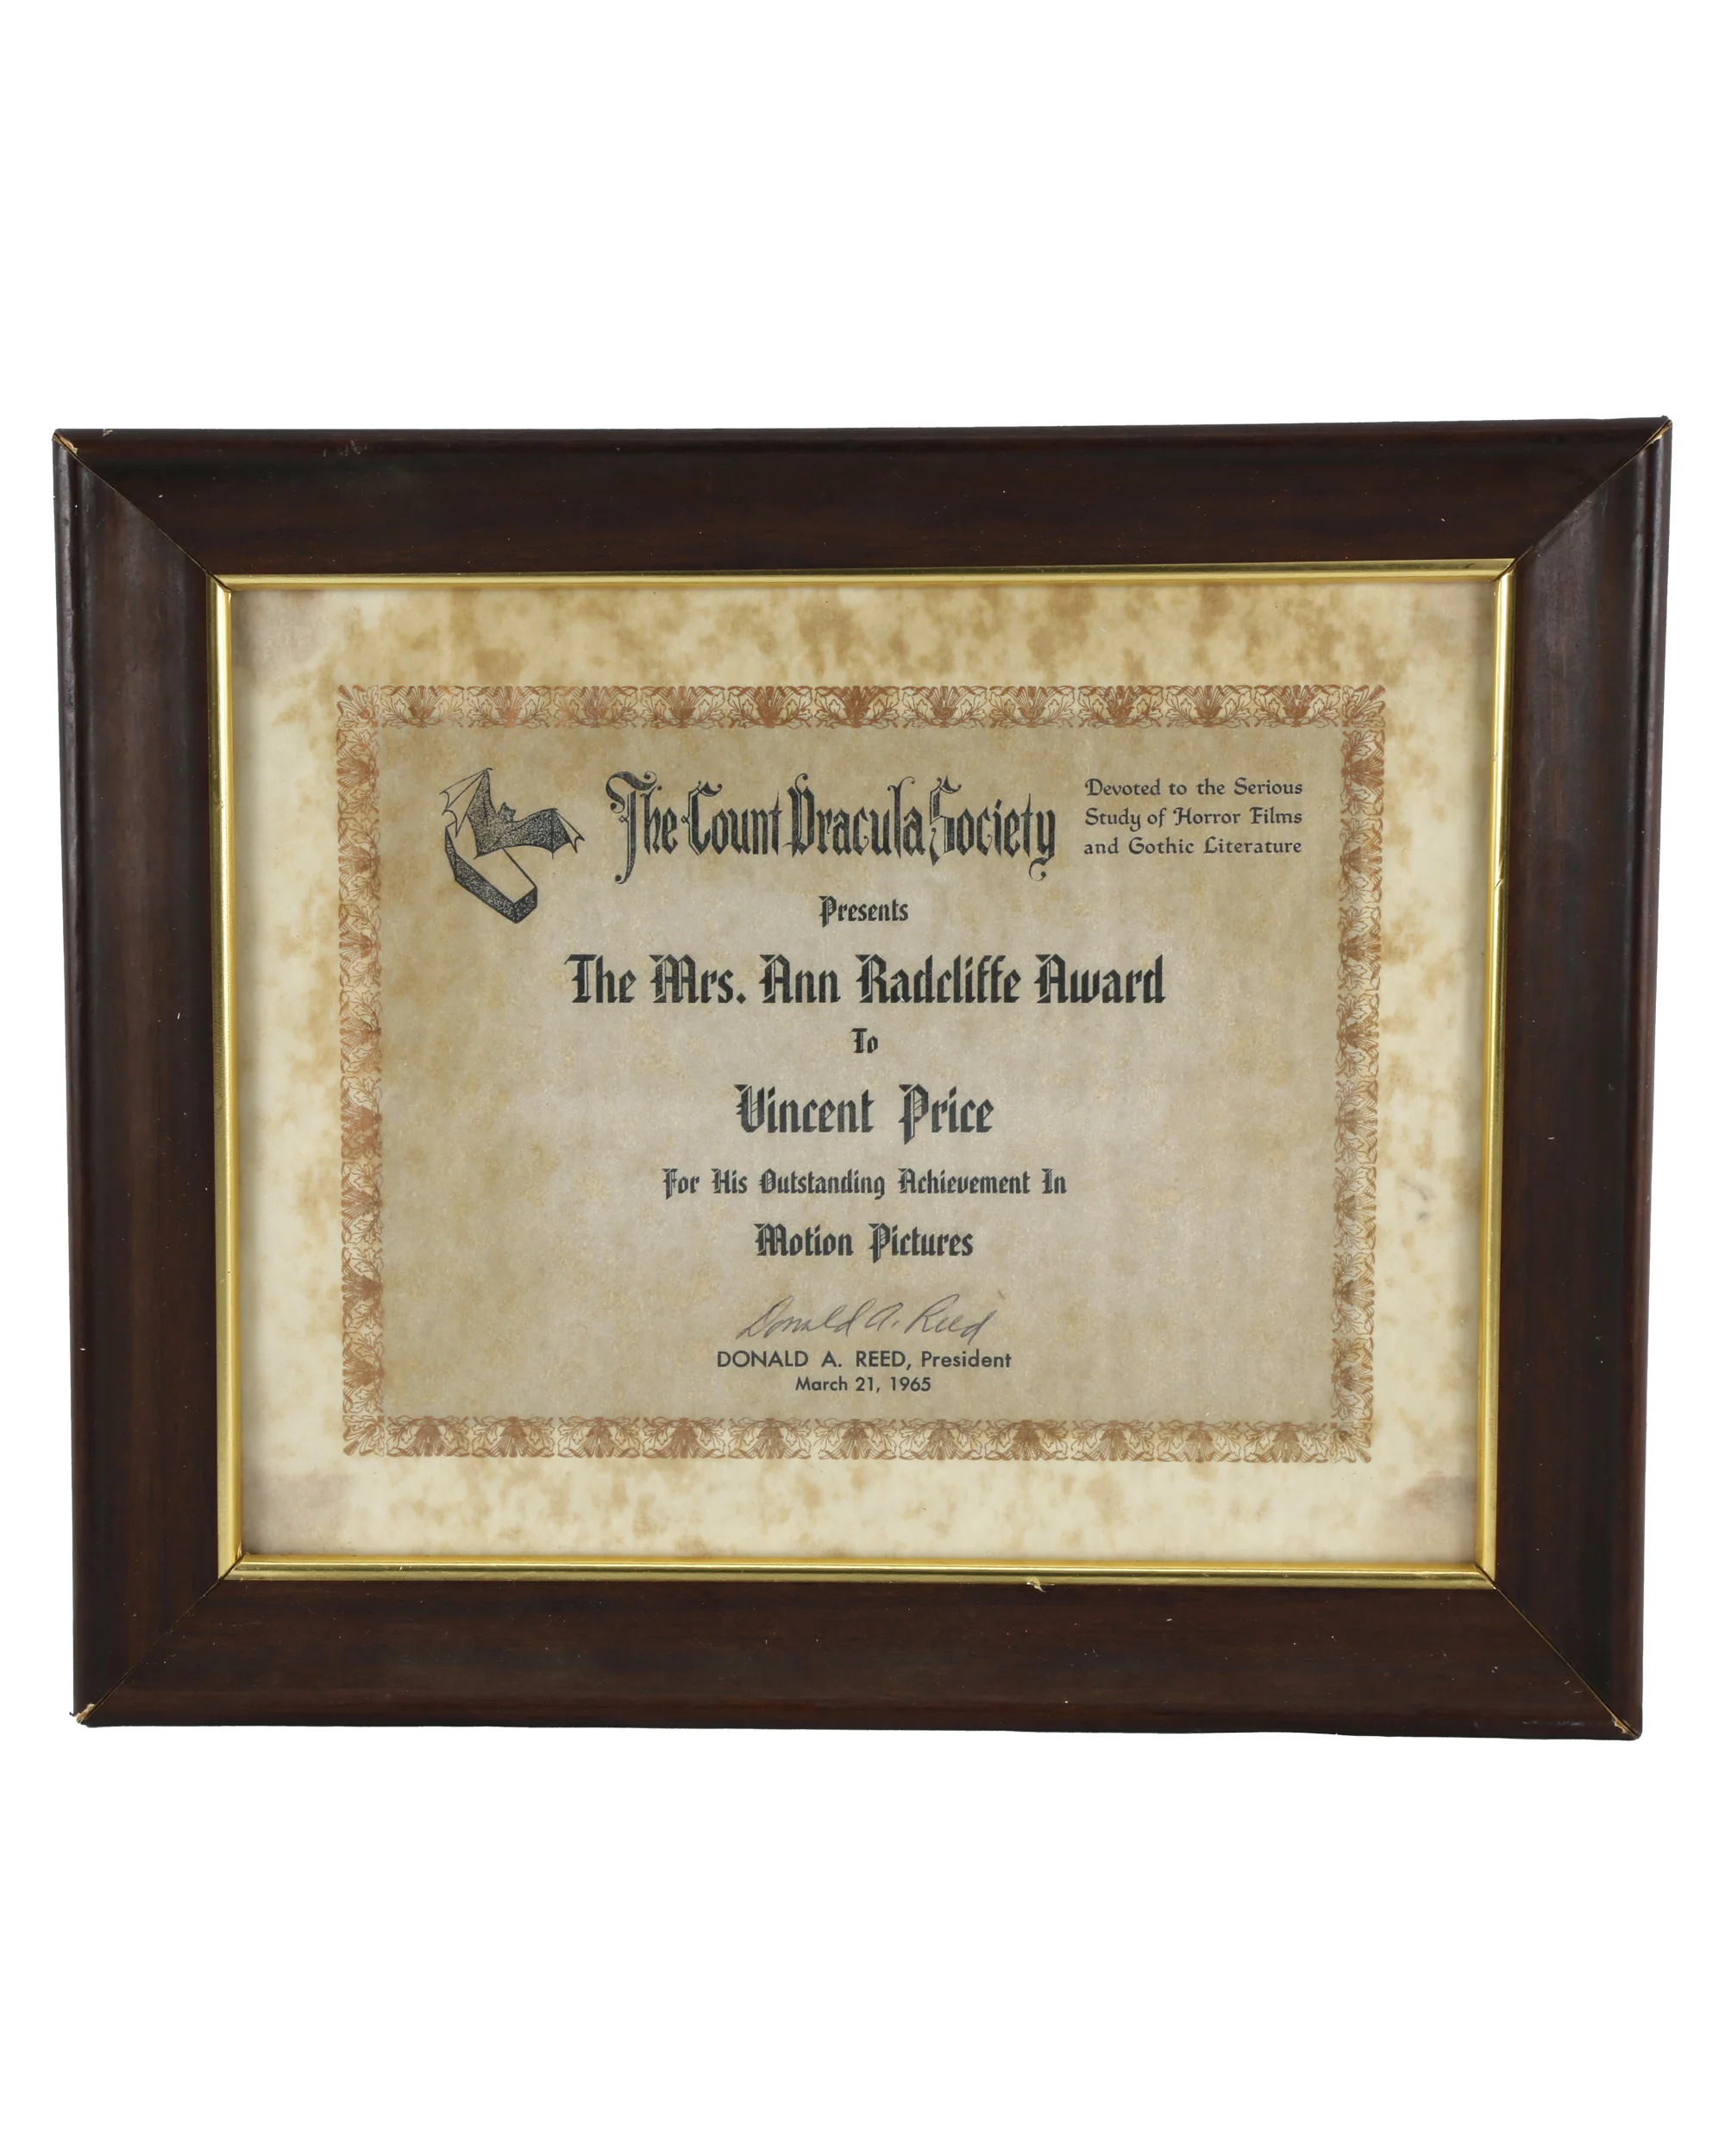 The Count Dracula Society
Devoted to the Serious
Study of Horror Films
and Gothic Literature
Presents
The Mrs. Ann Radcliffe Award
To
Vincent Price
For His Outstanding Achievement In
Motion Pictures
Donald A. Reed
DONALD A. REED, President
March 21, 1965